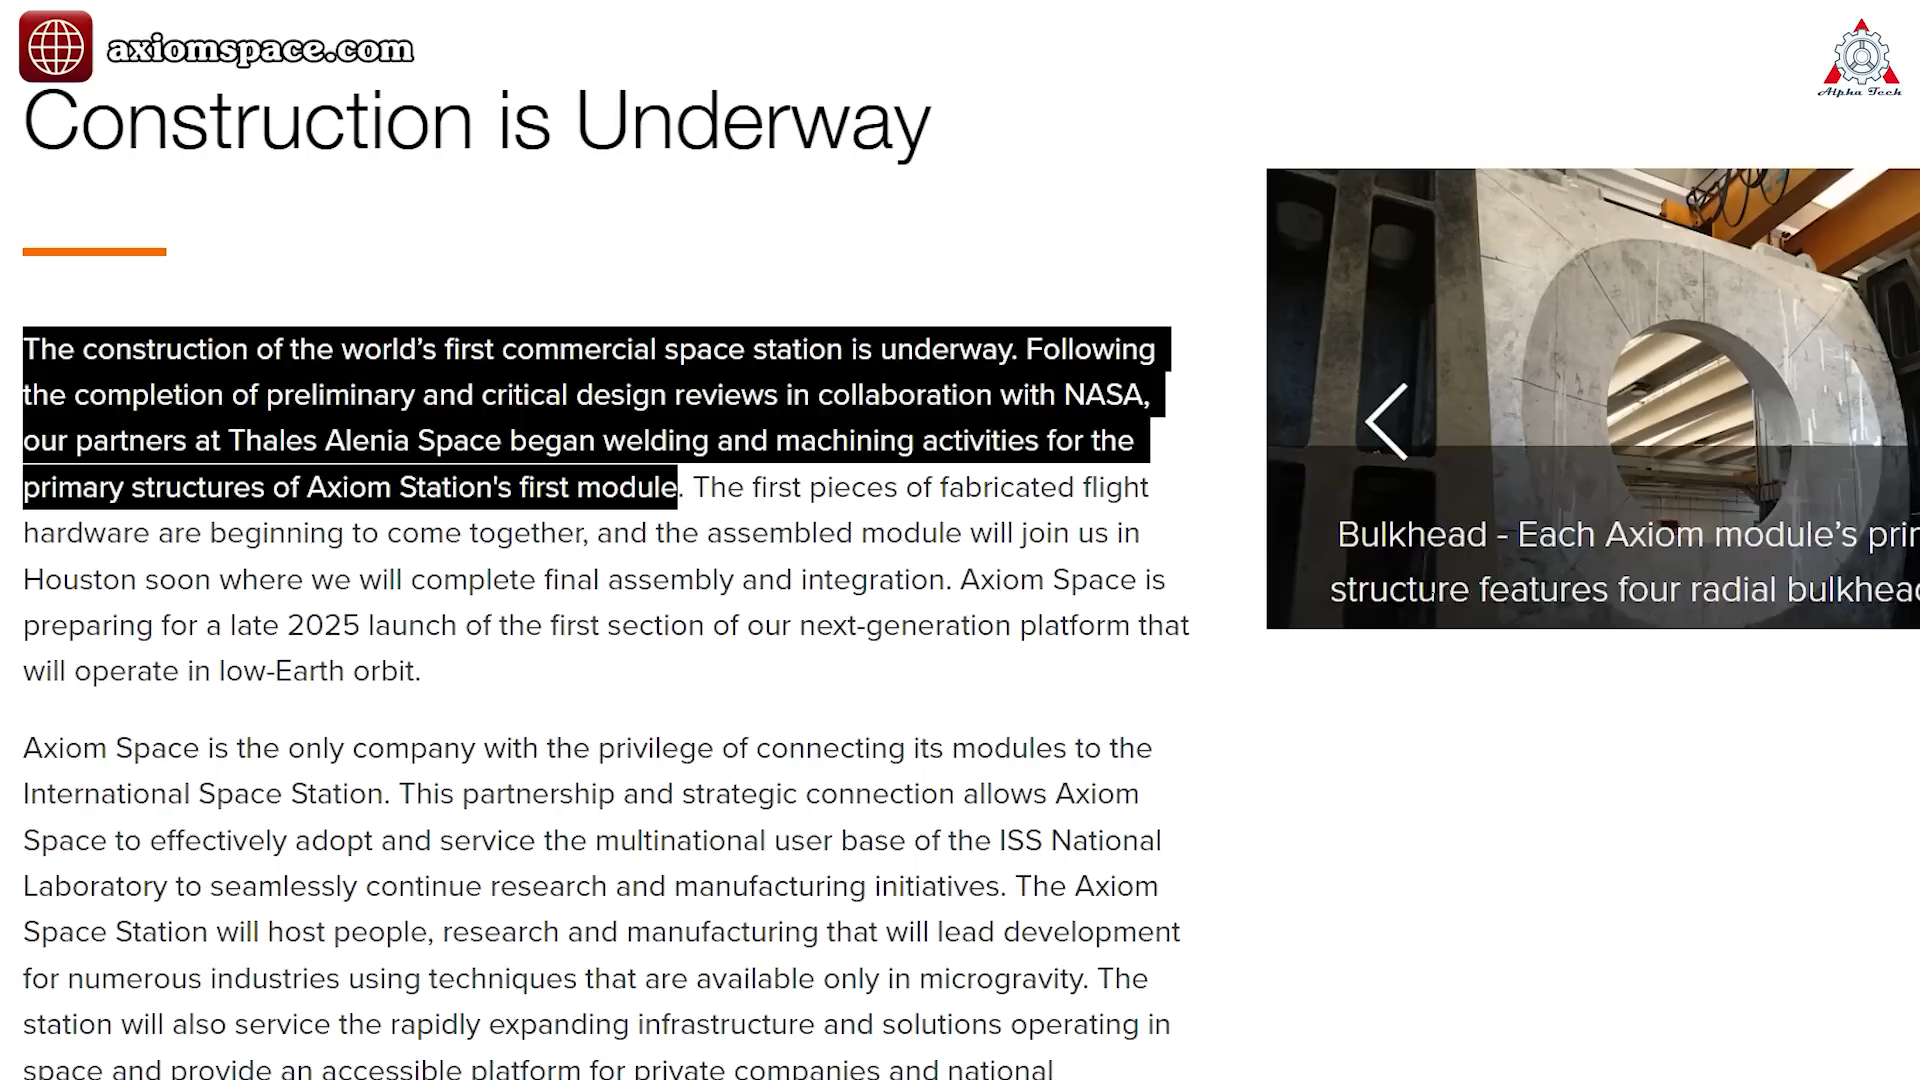 axiomspace.com
Alpha Tech
Construction is Underway
The construction of the world's first commercial space station is underway. Following
the completion of preliminary and critical design reviews in collaboration with NASA,
our partners at Thales Alenia Space began welding and machining activities for the
primary structures of Axiom Station's first module. The first pieces of fabricated flight
hardware are beginning to come together, and the assembled module will join us in
Houston soon where we will complete final assembly and integration. Axiom Space is
preparing for a late 2025 launch of the first section of our next-generation platform that
will operate in low-Earth orbit.
Axiom Space is the only company with the privilege of connecting its modules to the
International Space Station. This partnership and strategic connection allows Axiom
Space to effectively adopt and service the multinational user base of the ISS National
Laboratory to seamlessly continue research and manufacturing initiatives. The Axiom
Space Station will host people, research and manufacturing that will lead development
for numerous industries using techniques that are available only in microgravity. The
station will also service the rapidly expanding infrastructure and solutions operating in
space and provide an accessible platform for private companies and national
Bulkhead - Each Axiom module's
structure features four radial